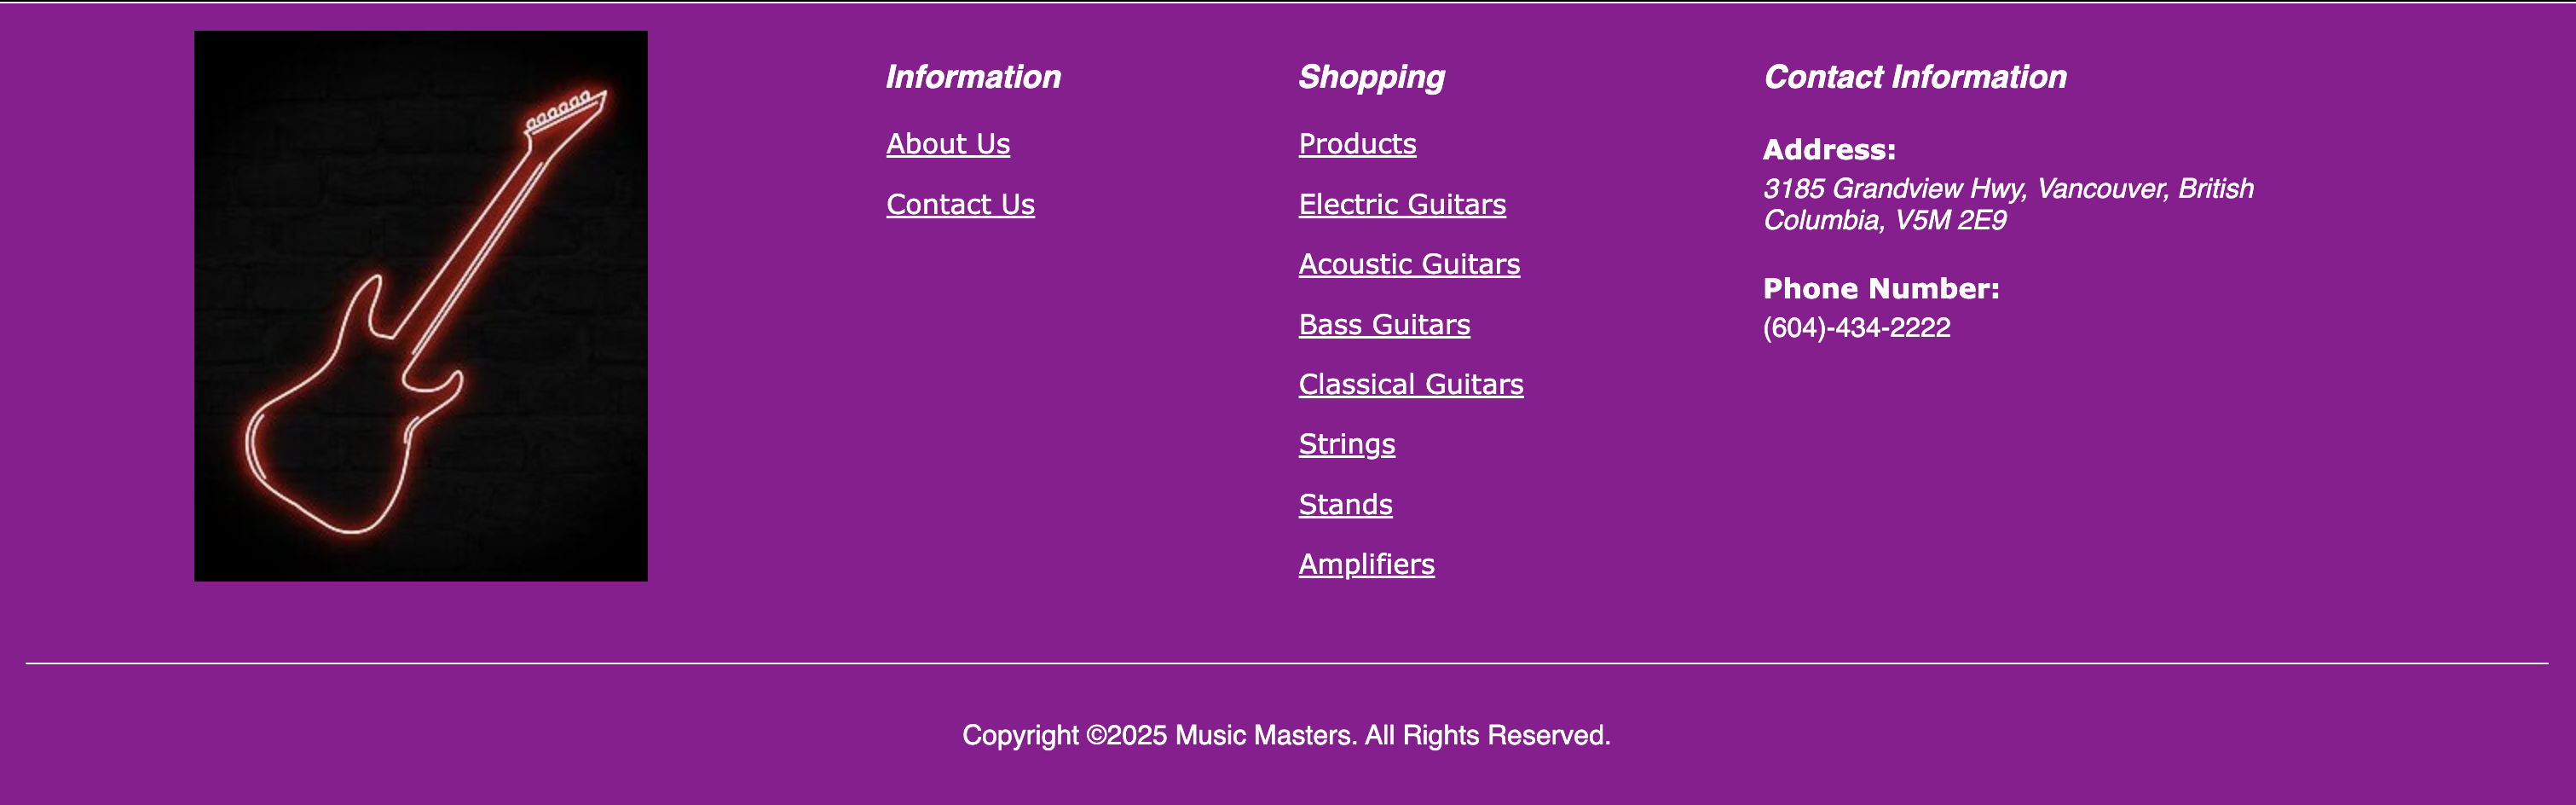 Information
About Us
Contact Us
Shopping
Products
Electric Guitars
Acoustic Guitars
Bass Guitars
Classical Guitars
Strings
Stands
Amplifiers
Contact Information
Address:
3185 Grandview Hwy, Vancouver, British
Columbia, V5M 2E9
Phone Number:
(604)-434-2222
Copyright ©2025 Music Masters. All Rights Reserved.